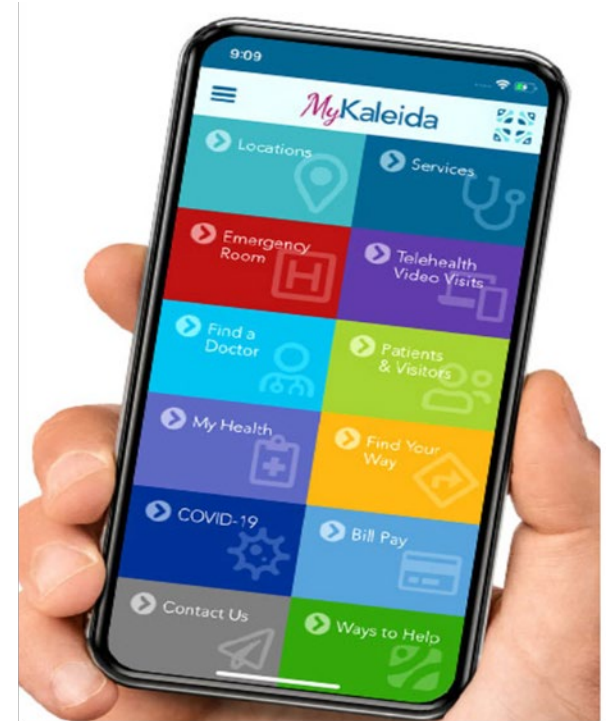 9:09
MyKaleida
Locations
Services
Emergency
Room
Telehealth
Video Visits
Find a
Doctor
Patients
& Visitors
My Health
Find Your
Way
COVID-19
Bill Pay
Contact Us
Ways to Help